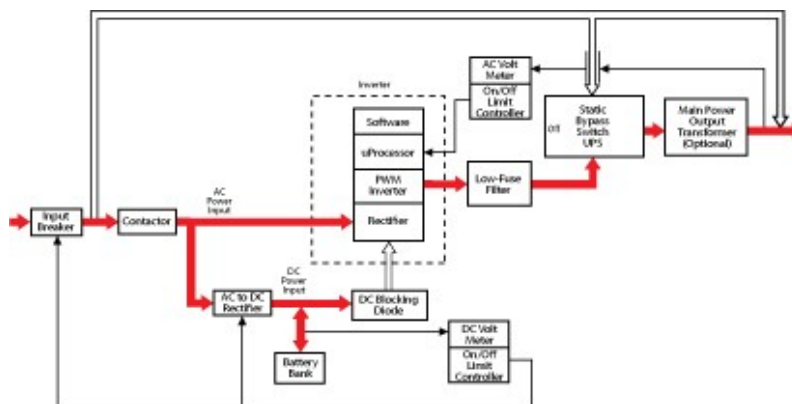 Inverter
AC Volt
Meter
On/Off
Limit
Controller
Software
uProcessor
PWM
Inverter
Rectifier
Off
Static
Bypass
Switch
UPS
Main Power
Output
Transformer
(Optional)
Low-Fuse
Filter
AC
Power
Input
Input
Breaker
Contactor
DC
Power
Input
AC to DC
Rectifier
DC Blocking
Diode
Battery
Bank
DC Volt
Meter
On/Off
Limit
Controller